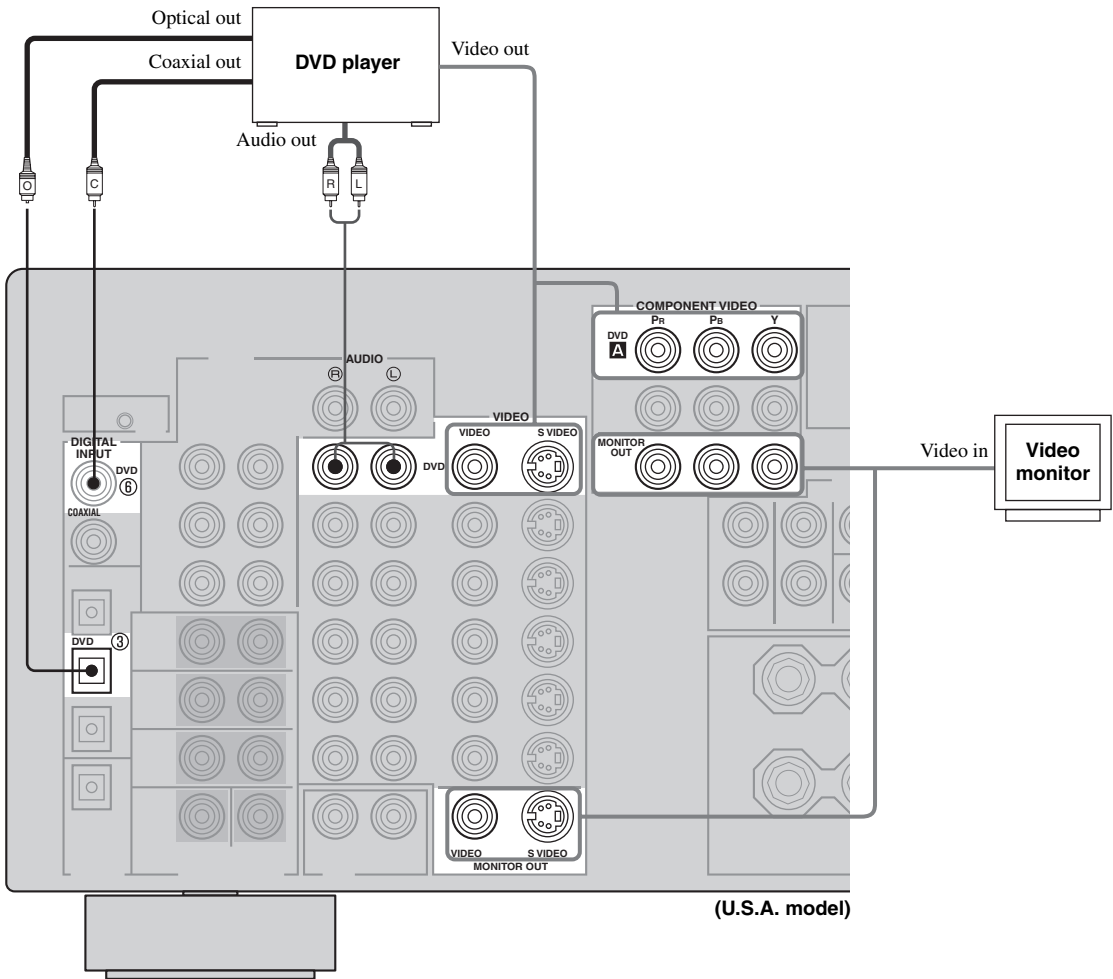 Optical out
Coaxial out
DVD player
Video out
Audio out
O
C
R
L
COMPONENT VIDEO
PR
PB
Y
DVD
A
AUDIO
R
L
VIDEO
VIDEO
S VIDEO
MONITOR OUT
Video in
Video monitor
DIGITAL INPUT
DVD
⑥
DVD
COAXIAL
DVD
③
VIDEO
S VIDEO
MONITOR OUT
(U.S.A. model)